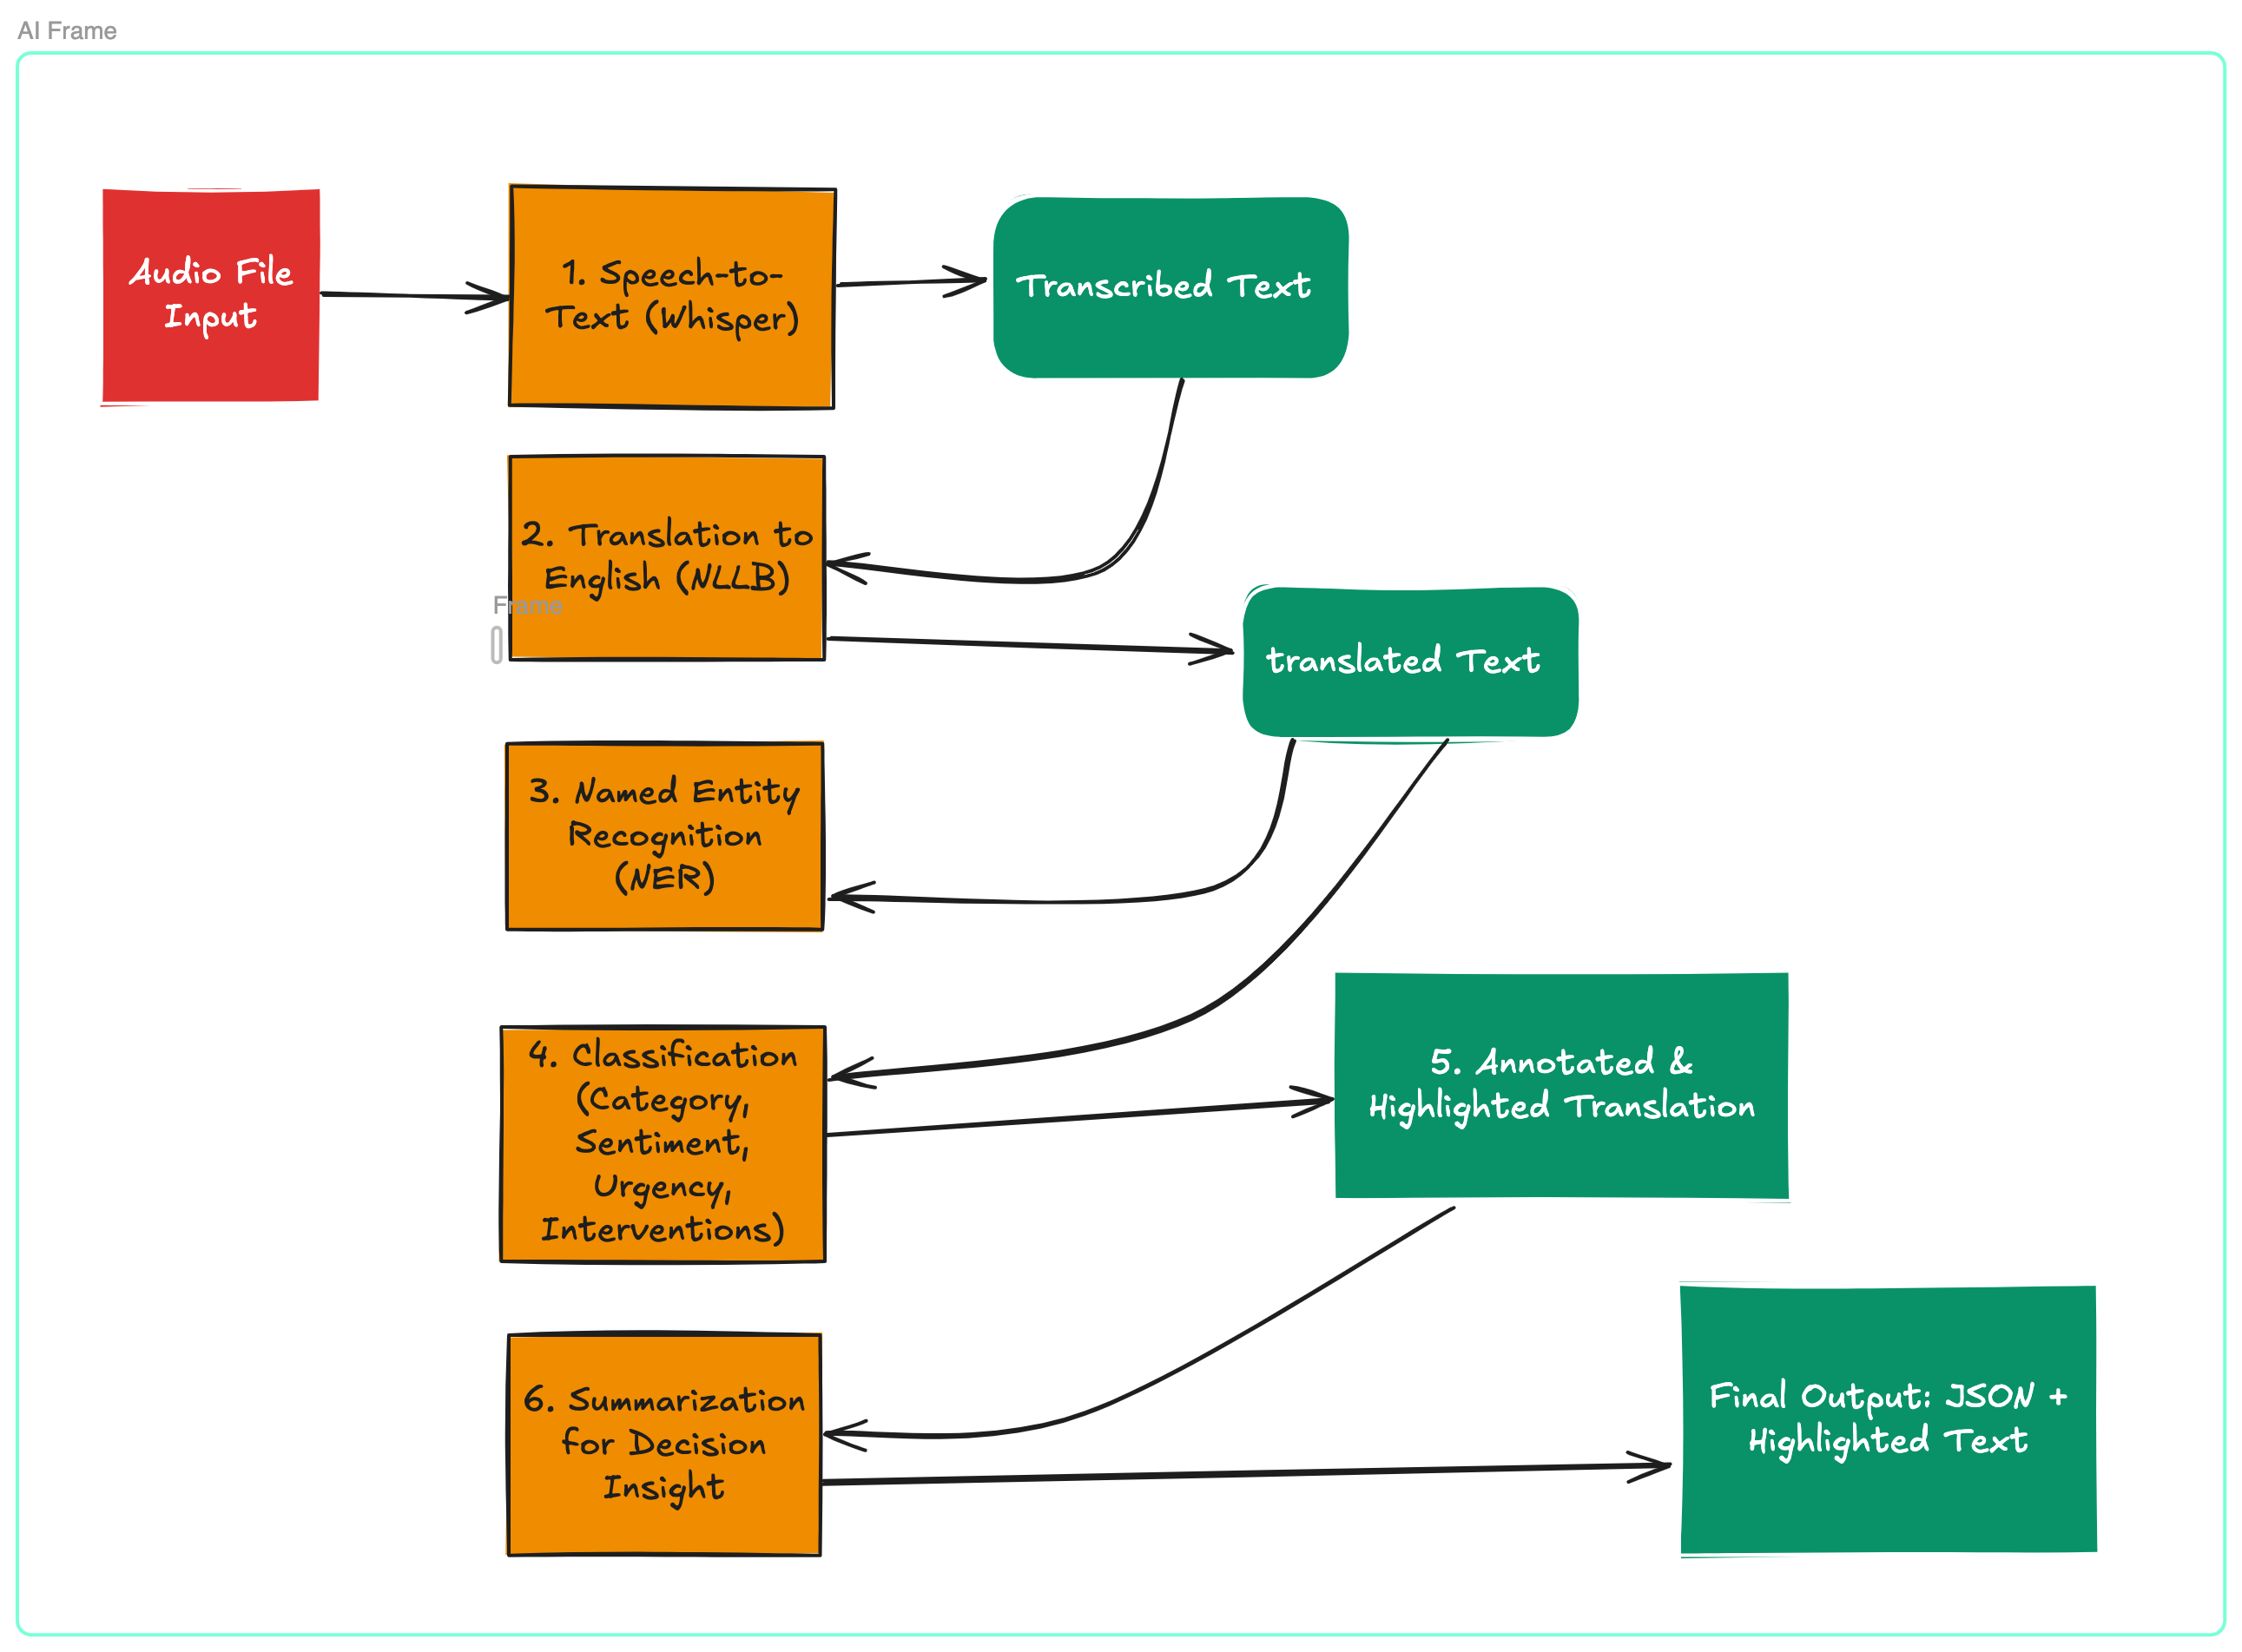 AI Frame
Audio File
Input
1. Speech-to-
Text (Whisper)
Transcribed Text
2. Translation to
English (NLLB)
Frame
translated Text
3. Named Entity
Recognition
(NER)
4. Classification
(Category,
Sentiment,
Urgency,
Interventions)
5. Annotated &
Highlighted Translation
6. Summarization
for Decision
Insight
Final Output: JSON +
Highlighted Text